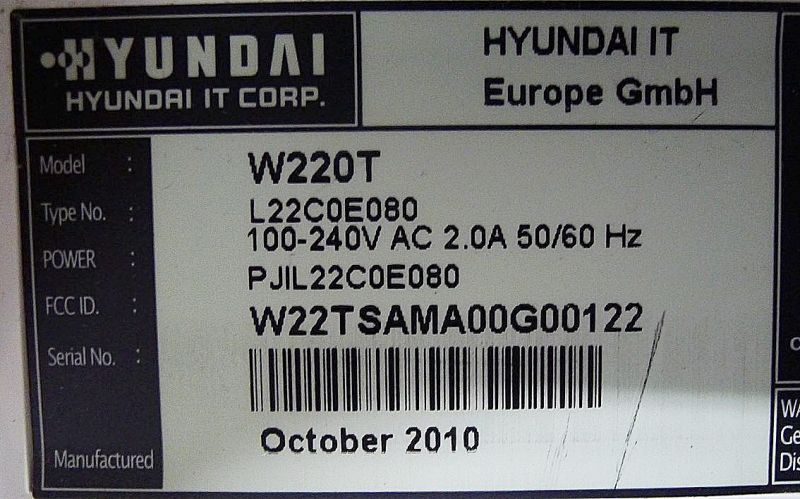 HYUNDAI
HYUNDAI IT CORP.
HYUNDAI IT
Europe GmbH
Model : W220T
Type No. : L22C0E080
POWER : 100-240V AC 2.0A 50/60 Hz
FCC ID. : PJIL22C0E080
Serial No. : W22TSAMA00G00122
Manufactured October 2010